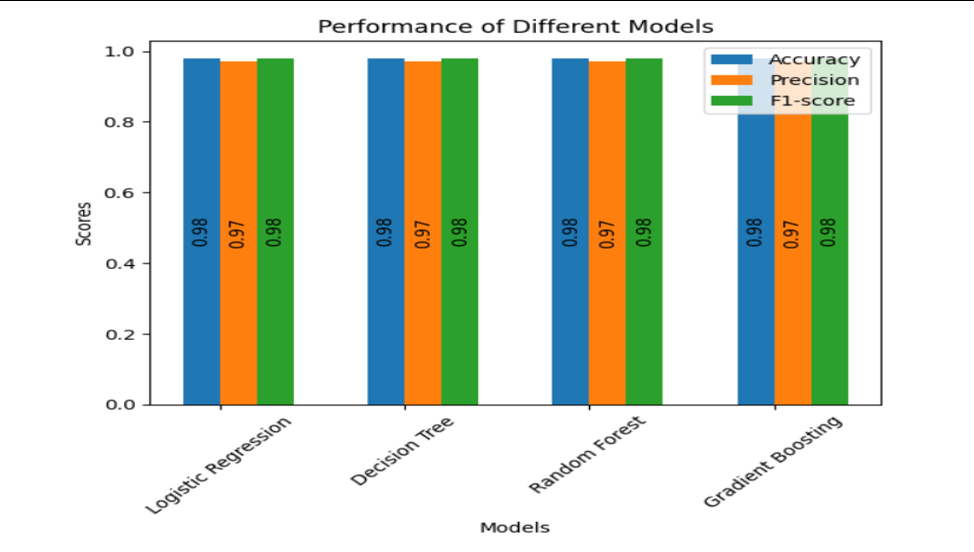 Performance of Different Models
Accuracy
Precision
F1-score
Scores
1.0
0.8
0.6
0.4
0.2
0.0
0.98
0.97
0.98
0.98
0.97
0.98
0.98
0.97
0.98
0.98
0.97
0.98
Logistic Regression
Decision Tree
Random Forest
Gradient Boosting
Models